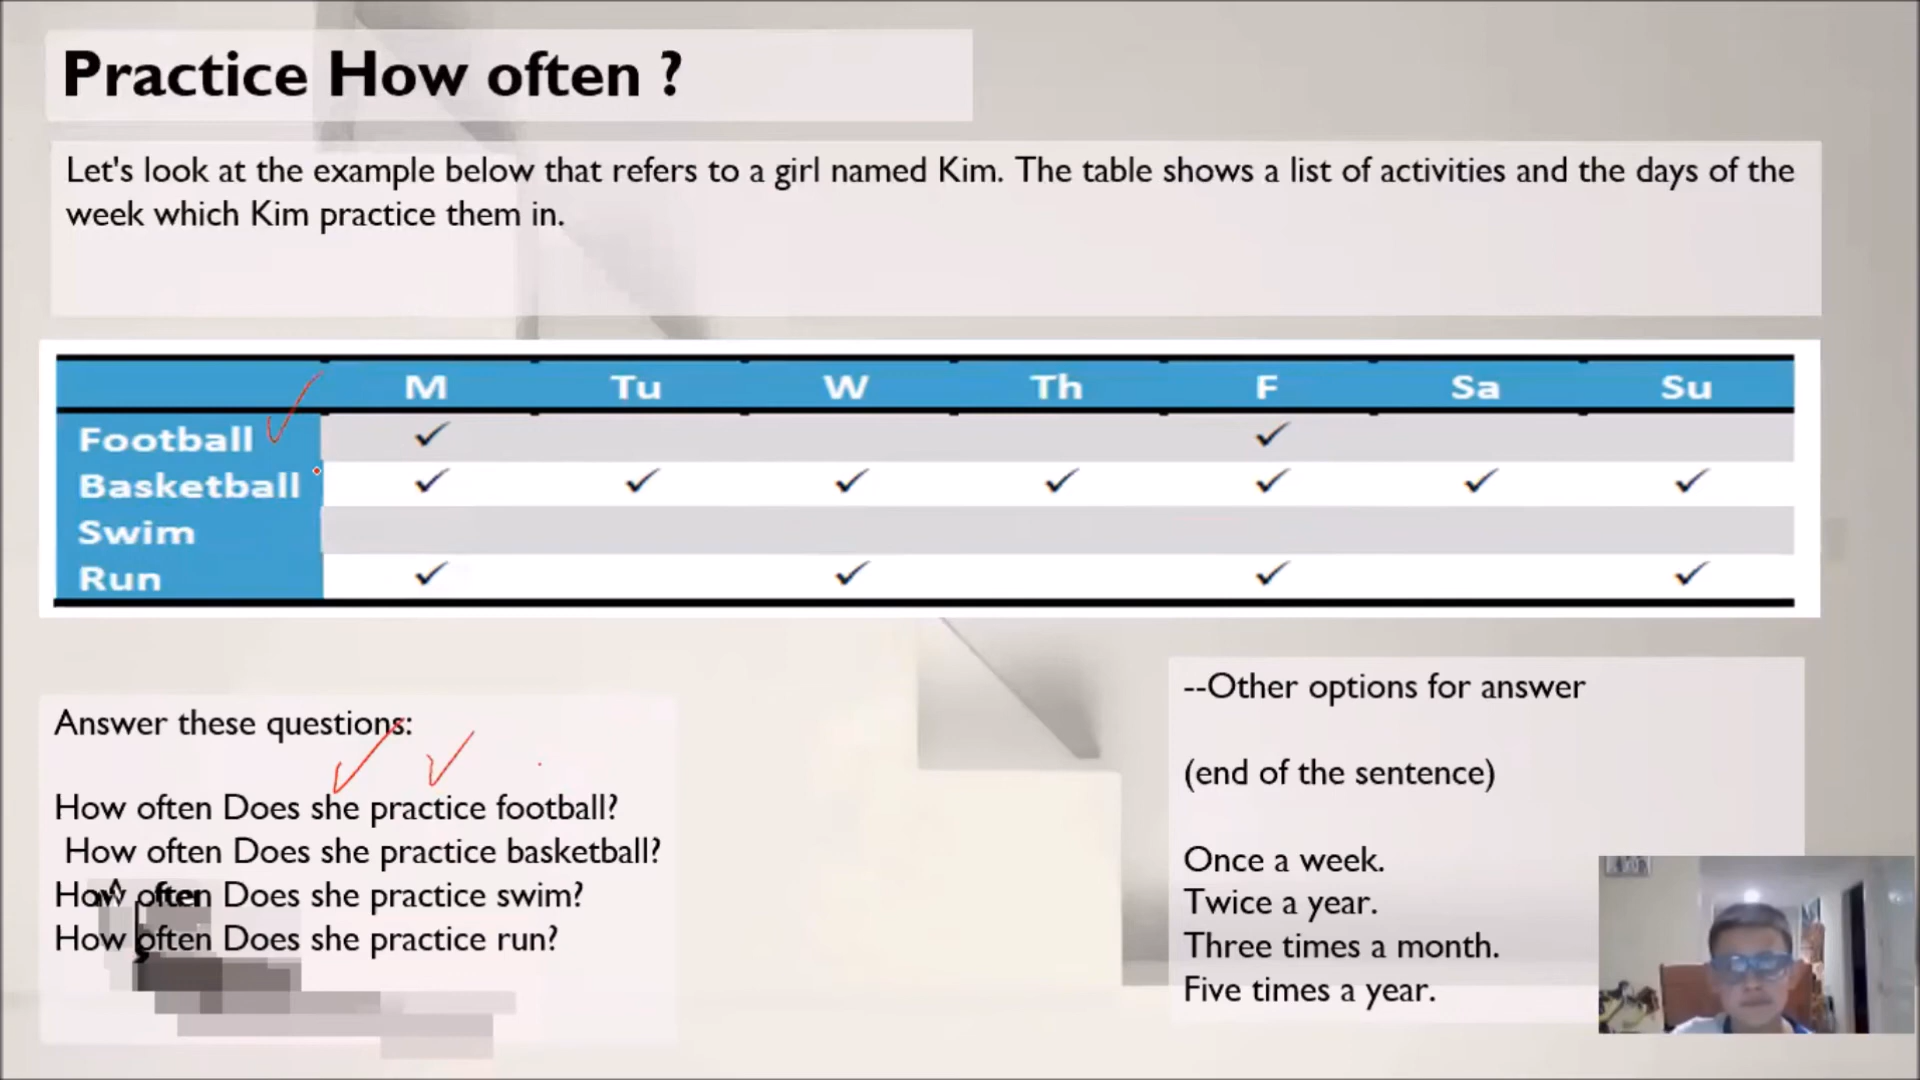 Practice How often ?
Let's look at the example below that refers to a girl named Kim. The table shows a list of activities and the days of the
week which Kim practice them in.
M Tu W Th F Sa Su
Football ✓ ✓
Basketball ✓ ✓ ✓ ✓ ✓ ✓ ✓
Swim
Run ✓ ✓ ✓ ✓
Answer these questions:
How often Does she practice football?
How often Does she practice basketball?
How often Does she practice swim?
How often Does she practice run?
--Other options for answer
(end of the sentence)
Once a week.
Twice a year.
Three times a month.
Five times a year.